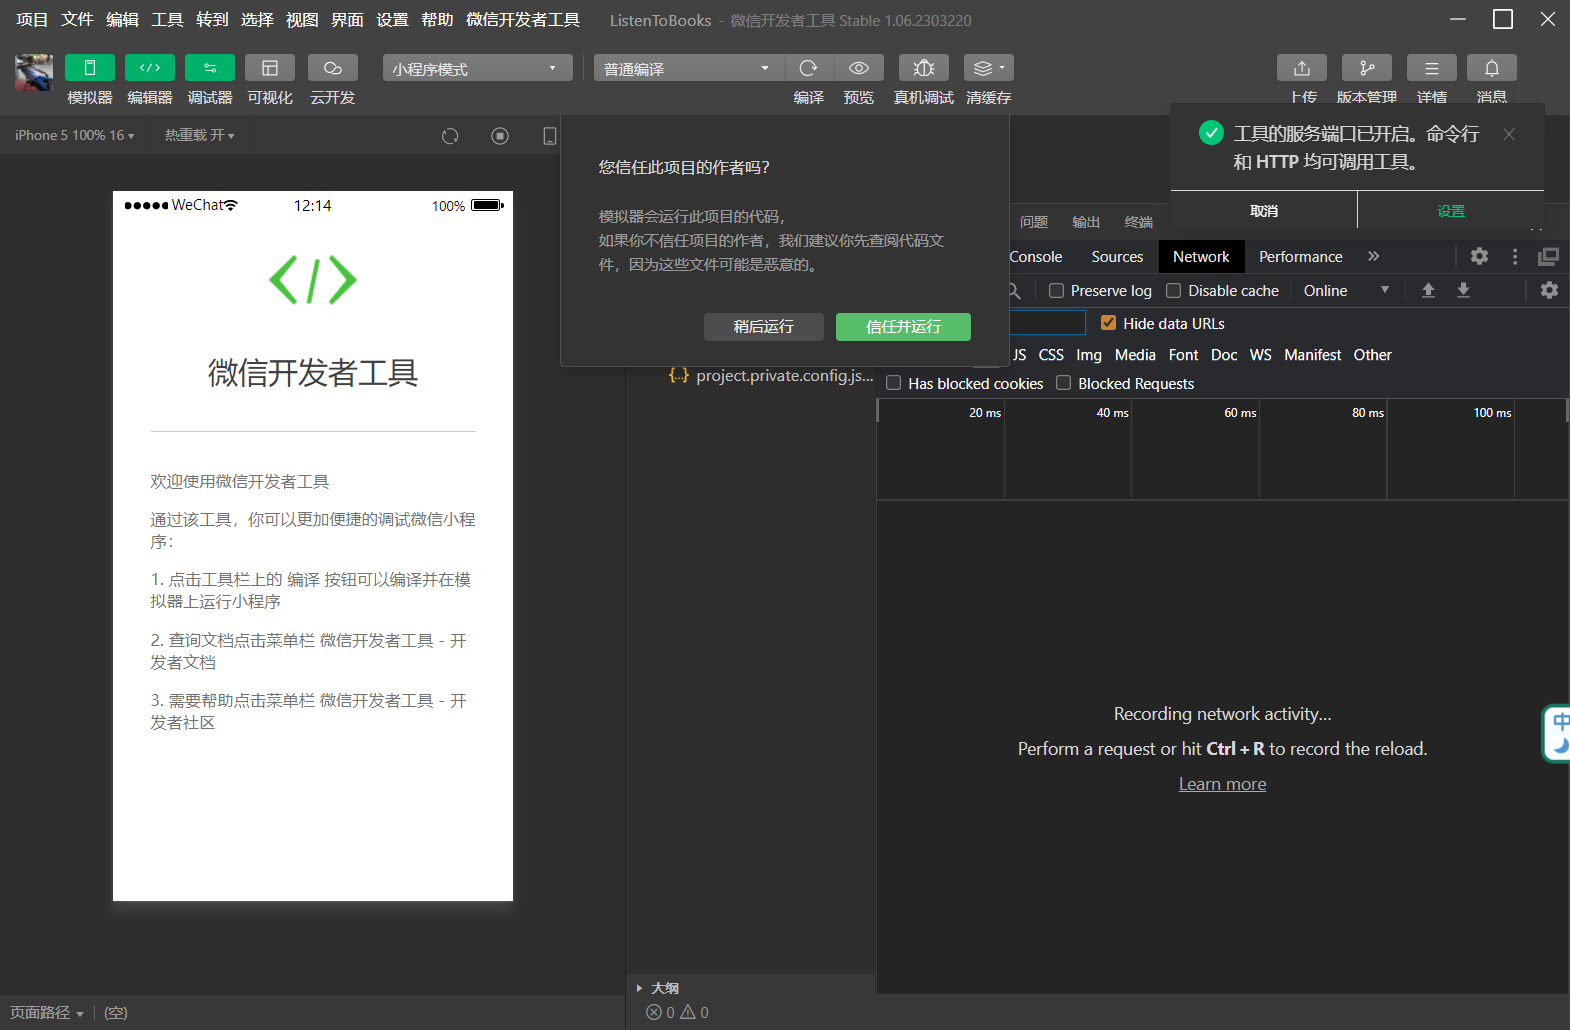 项目 文件 编辑 工具 转到 选择 视图 界面 设置 帮助 微信开发者工具 ListenToBooks - 微信开发者工具 Stable 1.06.2303220
小程序模式 普通编译
模拟器 编辑器 调试器 可视化 云开发 编译 预览 真机调试 清缓存 上传 版本管理 详情 消息
iPhone 5 100% 16 热重载 开
工具的服务端口已开启。命令行
和 HTTP 均可调用工具。
取消 设置
您信任此项目的作者吗?
模拟器会运行此项目的代码，
如果你不信任项目的作者，我们建议你先查阅代码文
件，因为这些文件可能是恶意的。
稍后运行 信任并运行
WeChat 12:14 100%
</>
微信开发者工具
欢迎使用微信开发者工具
通过该工具，你可以更加便捷的调试微信小程
序：
1. 点击工具栏上的 编译 按钮可以编译并在模
拟器上运行小程序
2. 查询文档点击菜单栏 微信开发者工具 - 开
发者文档
3. 需要帮助点击菜单栏 微信开发者工具 - 开
发者社区
{..} project.private.config.js...
问题 输出 终端
Console Sources Network Performance »
Preserve log Disable cache Online
Hide data URLs
JS CSS Img Media Font Doc WS Manifest Other
Has blocked cookies Blocked Requests
20 ms 40 ms 60 ms 80 ms 100 ms
Recording network activity...
Perform a request or hit Ctrl + R to record the reload.
Learn more
中
大纲
0 0
页面路径 (空)